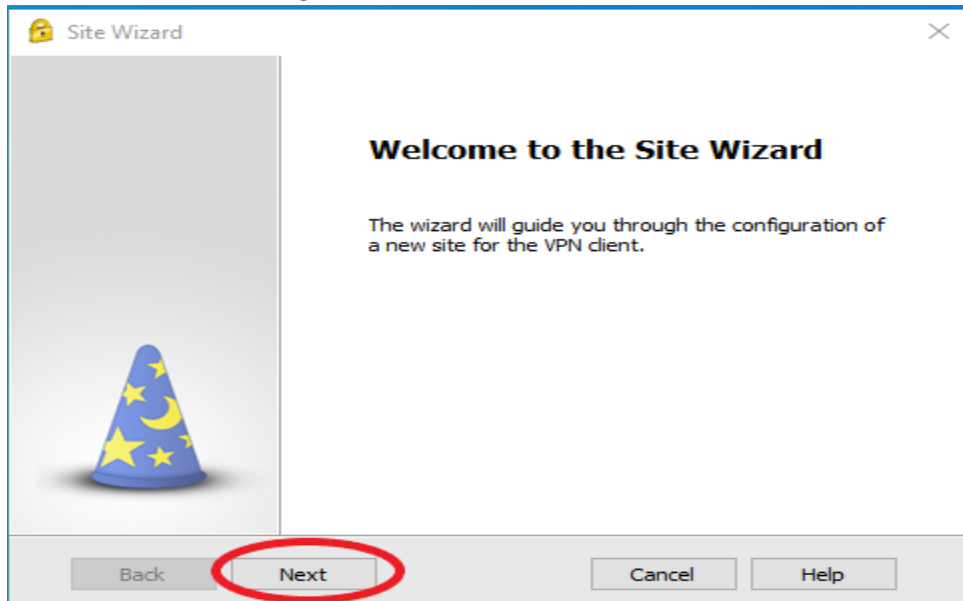 Site Wizard
Welcome to the Site Wizard
The wizard will guide you through the configuration of
a new site for the VPN client.
Back Next Cancel Help